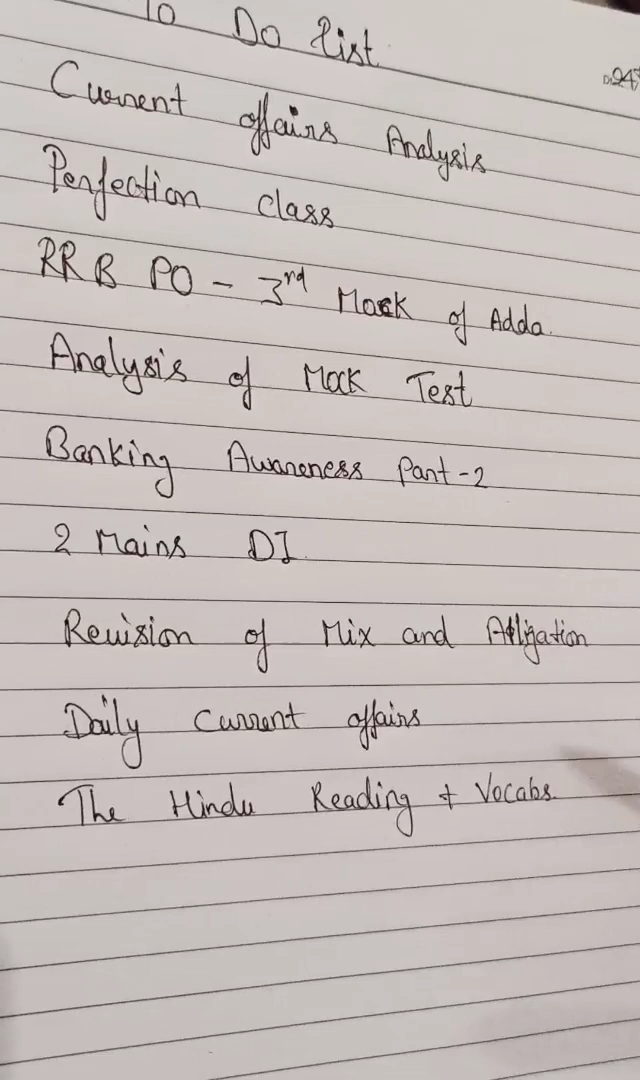 To Do List
Current affairs Analysis
Perfection class
RRB PO - 3rd Mock of Adda
Analysis of Mock Test
Banking Awareness Part-2
2 Mains DI
Revision of Mix and Alligation
Daily Current affairs
The Hindu Reading + Vocabs.